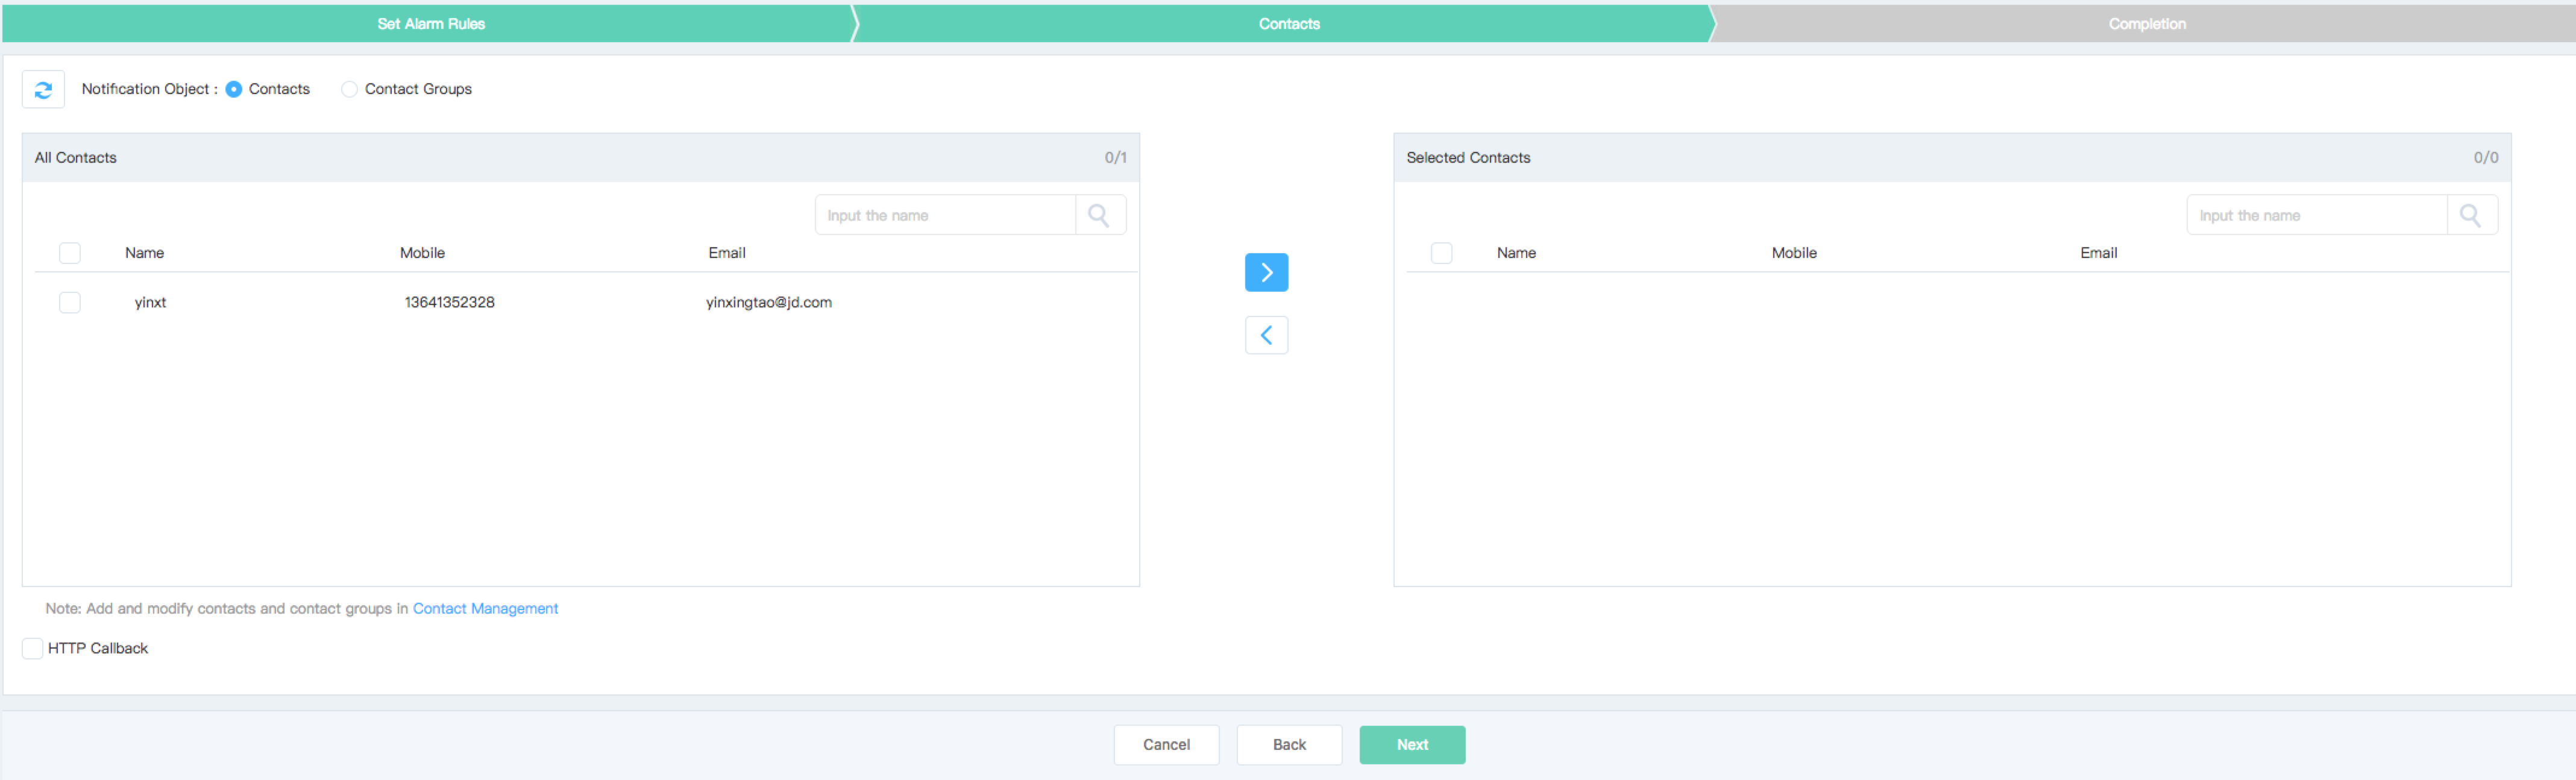 Set Alarm Rules Contacts Completion
Notification Object : Contacts Contact Groups
All Contacts 0/1
Input the name
Name Mobile Email
yinxt 13641352328 yinxingtao@jd.com
Selected Contacts 0/0
Input the name
Name Mobile Email
Note: Add and modify contacts and contact groups in Contact Management
HTTP Callback
Cancel Back Next